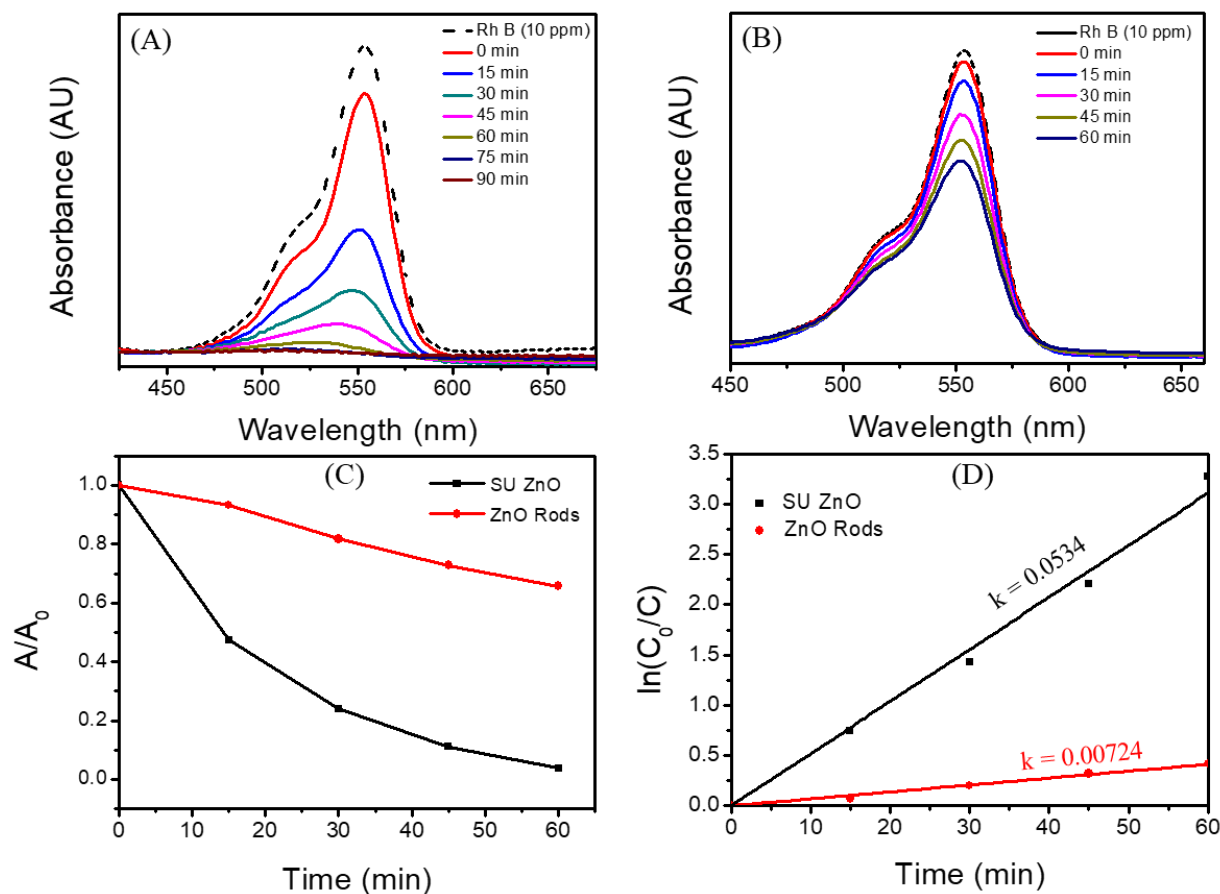 (A)
Rh B (10 ppm)
0 min
15 min
30 min
45 min
60 min
75 min
90 min
Absorbance (AU)
450 500 550 600 650
Wavelength (nm)
(B)
Rh B (10 ppm)
0 min
15 min
30 min
45 min
60 min
Absorbance (AU)
450 500 550 600 650
Wavelength (nm)
(C)
SU ZnO
ZnO Rods
1.0
0.8
0.6
0.4
0.2
0.0
A/A₀
0 10 20 30 40 50 60
Time (min)
(D)
SU ZnO
ZnO Rods
k = 0.0534
k = 0.00724
3.5
3.0
2.5
2.0
1.5
1.0
0.5
0.0
ln(C₀/C)
0 10 20 30 40 50 60
Time (min)